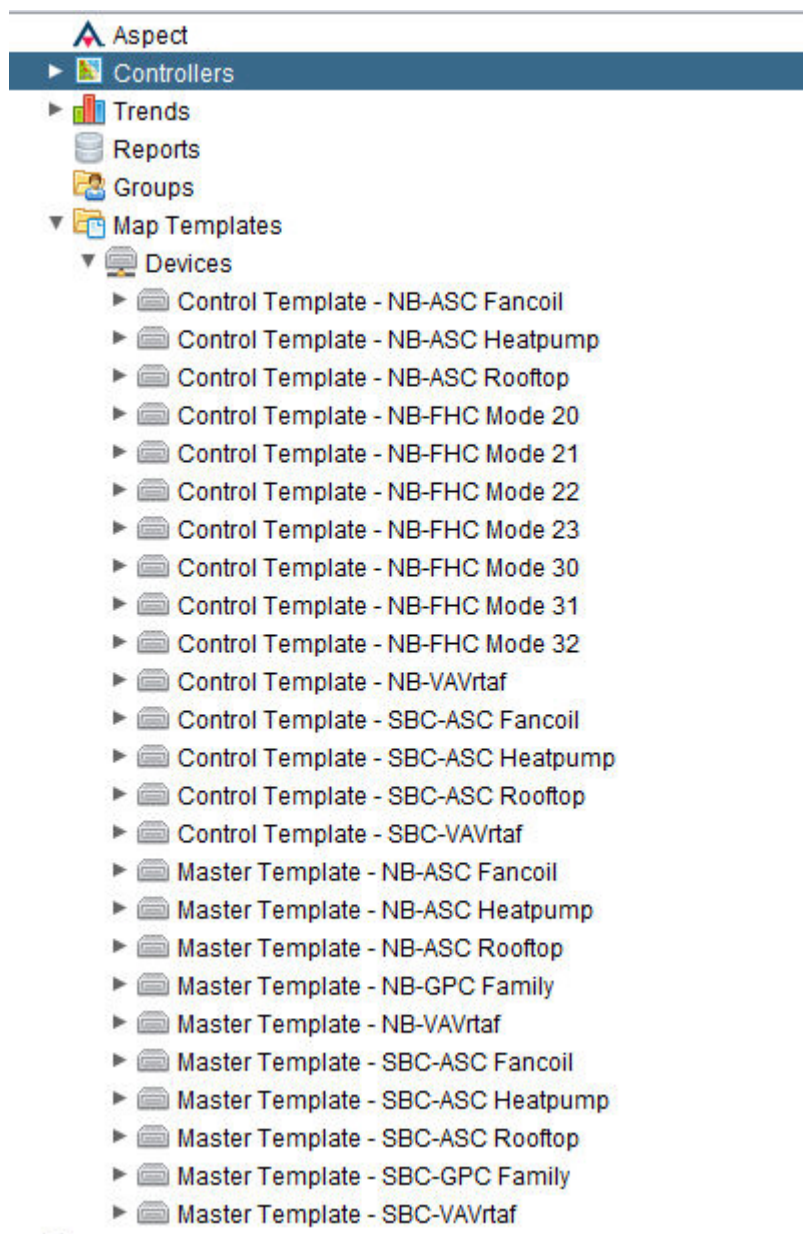 Aspect
Controllers
Trends
Reports
Groups
Map Templates
Devices
Control Template - NB-ASC Fancoil
Control Template - NB-ASC Heatpump
Control Template - NB-ASC Rooftop
Control Template - NB-FHC Mode 20
Control Template - NB-FHC Mode 21
Control Template - NB-FHC Mode 22
Control Template - NB-FHC Mode 23
Control Template - NB-FHC Mode 30
Control Template - NB-FHC Mode 31
Control Template - NB-FHC Mode 32
Control Template - NB-VAVrtaf
Control Template - SBC-ASC Fancoil
Control Template - SBC-ASC Heatpump
Control Template - SBC-ASC Rooftop
Control Template - SBC-VAVrtaf
Master Template - NB-ASC Fancoil
Master Template - NB-ASC Heatpump
Master Template - NB-ASC Rooftop
Master Template - NB-GPC Family
Master Template - NB-VAVrtaf
Master Template - SBC-ASC Fancoil
Master Template - SBC-ASC Heatpump
Master Template - SBC-ASC Rooftop
Master Template - SBC-GPC Family
Master Template - SBC-VAVrtaf